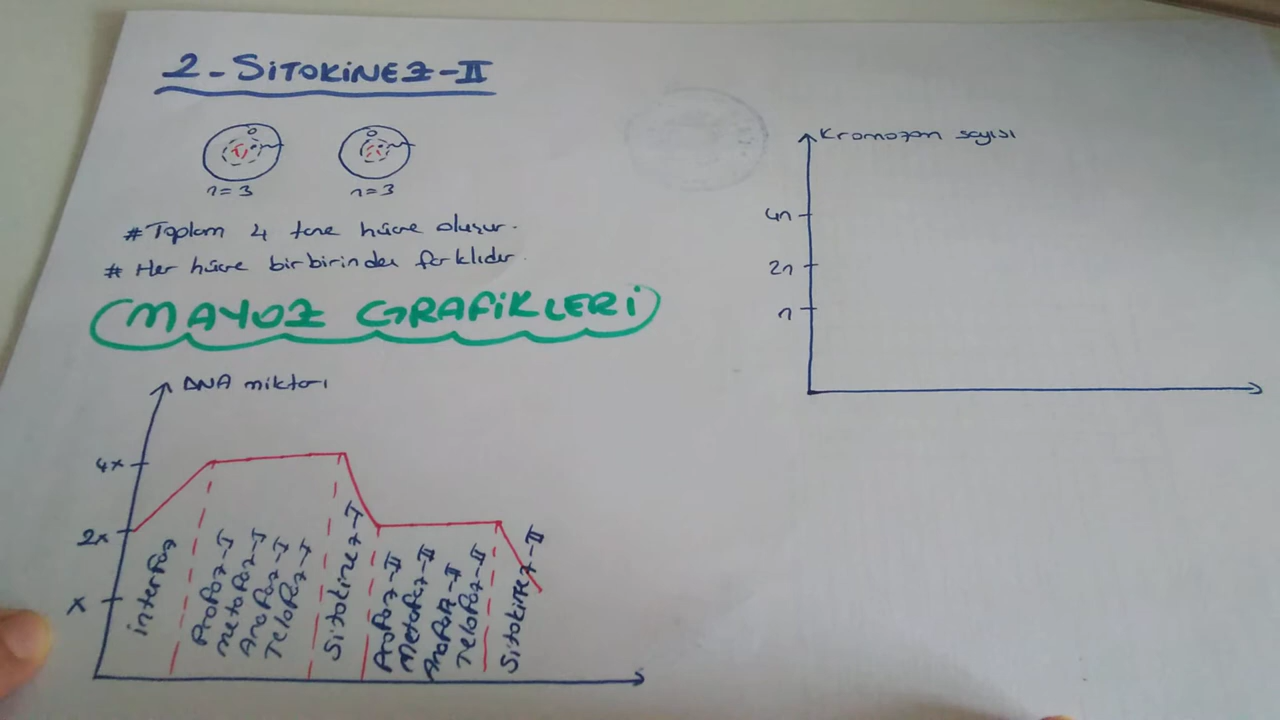 2-SİTOKİNEZ-II
n=3
n=3
# Toplam 4 tane hücre oluşur.
# Her hücre birbirinden farklıdır.
MAYOZ GRAFİKLERİ
DNA miktarı
4x
2x
x
interfaz
Profaz-I
metafaz-I
Anafaz-I
Telofaz-I
Sitokinez-I
Profaz-II
Metafaz-II
Anafaz-II
Telofaz-II
Sitokinez-II
Kromozom sayısı
4n
2n
n